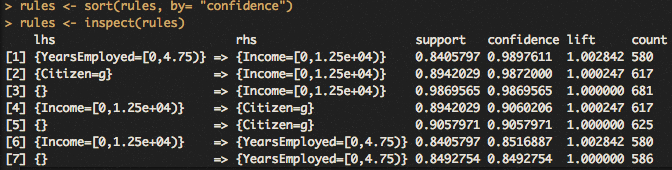 > rules <- sort(rules, by= "confidence")
> rules <- inspect(rules)
lhs rhs support confidence lift count
[1] {YearsEmployed=[0,4.75)} => {Income=[0,1.25e+04)} 0.8405797 0.9897611 1.002842 580
[2] {Citizen=g} => {Income=[0,1.25e+04)} 0.8942029 0.9872000 1.000247 617
[3] {} => {Income=[0,1.25e+04)} 0.9869565 0.9869565 1.000000 681
[4] {Income=[0,1.25e+04)} => {Citizen=g} 0.8942029 0.9060206 1.000247 617
[5] {} => {Citizen=g} 0.9057971 0.9057971 1.000000 625
[6] {Income=[0,1.25e+04)} => {YearsEmployed=[0,4.75)} 0.8405797 0.8516887 1.002842 580
[7] {} => {YearsEmployed=[0,4.75)} 0.8492754 0.8492754 1.000000 586